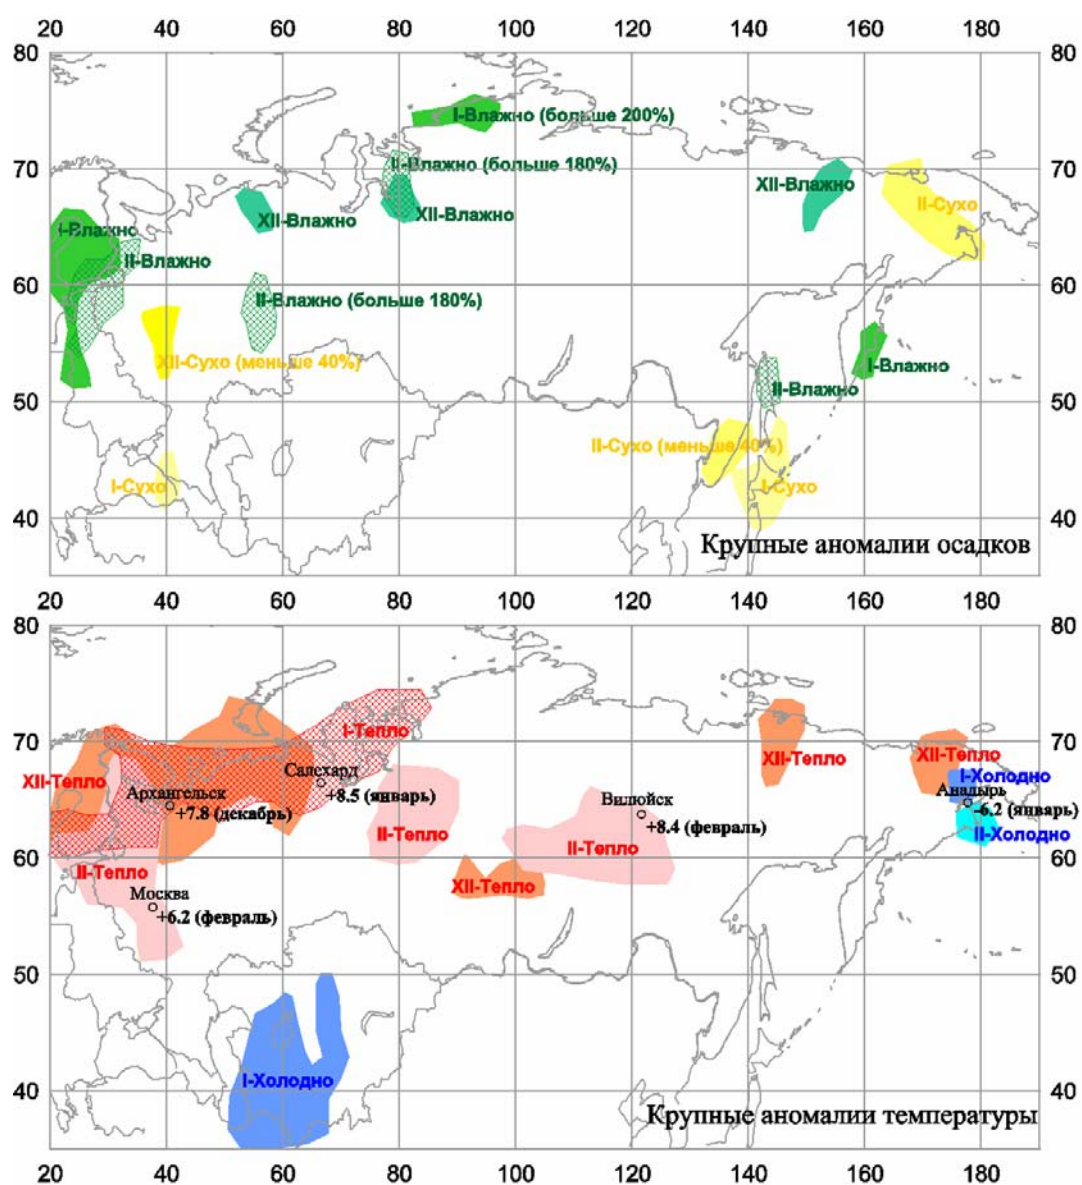 20 40 60 80 100 120 140 160 180
80 80
I-Влажно (больше 200%)
70 II-Влажно (больше 180%) 70
XII-Влажно
XII-Влажно XII-Влажно
II-Сухо
I-Влажно
II-Влажно
60 60
II-Влажно (больше 180%)
XII-Сухо (меньше 40%)
I-Влажно
II-Влажно
50 50
II-Сухо (меньше 40%)
I-Сухо I-Сухо
40 40
Крупные аномалии осадков
20 40 60 80 100 120 140 160 180
80 80
I-Тепло
70 70
XII-Тепло XII-Тепло XII-Тепло
Салехард I-Холодно
Архангельск +8.5 (январь) Вилюйск Анадырь
+7.8 (декабрь) -6.2 (январь)
II-Тепло +8.4 (февраль) II-Холодно
II-Тепло
60 60
II-Тепло
XII-Тепло
Москва
+6.2 (февраль)
50 50
I-Холодно
40 40
Крупные аномалии температуры
20 40 60 80 100 120 140 160 180